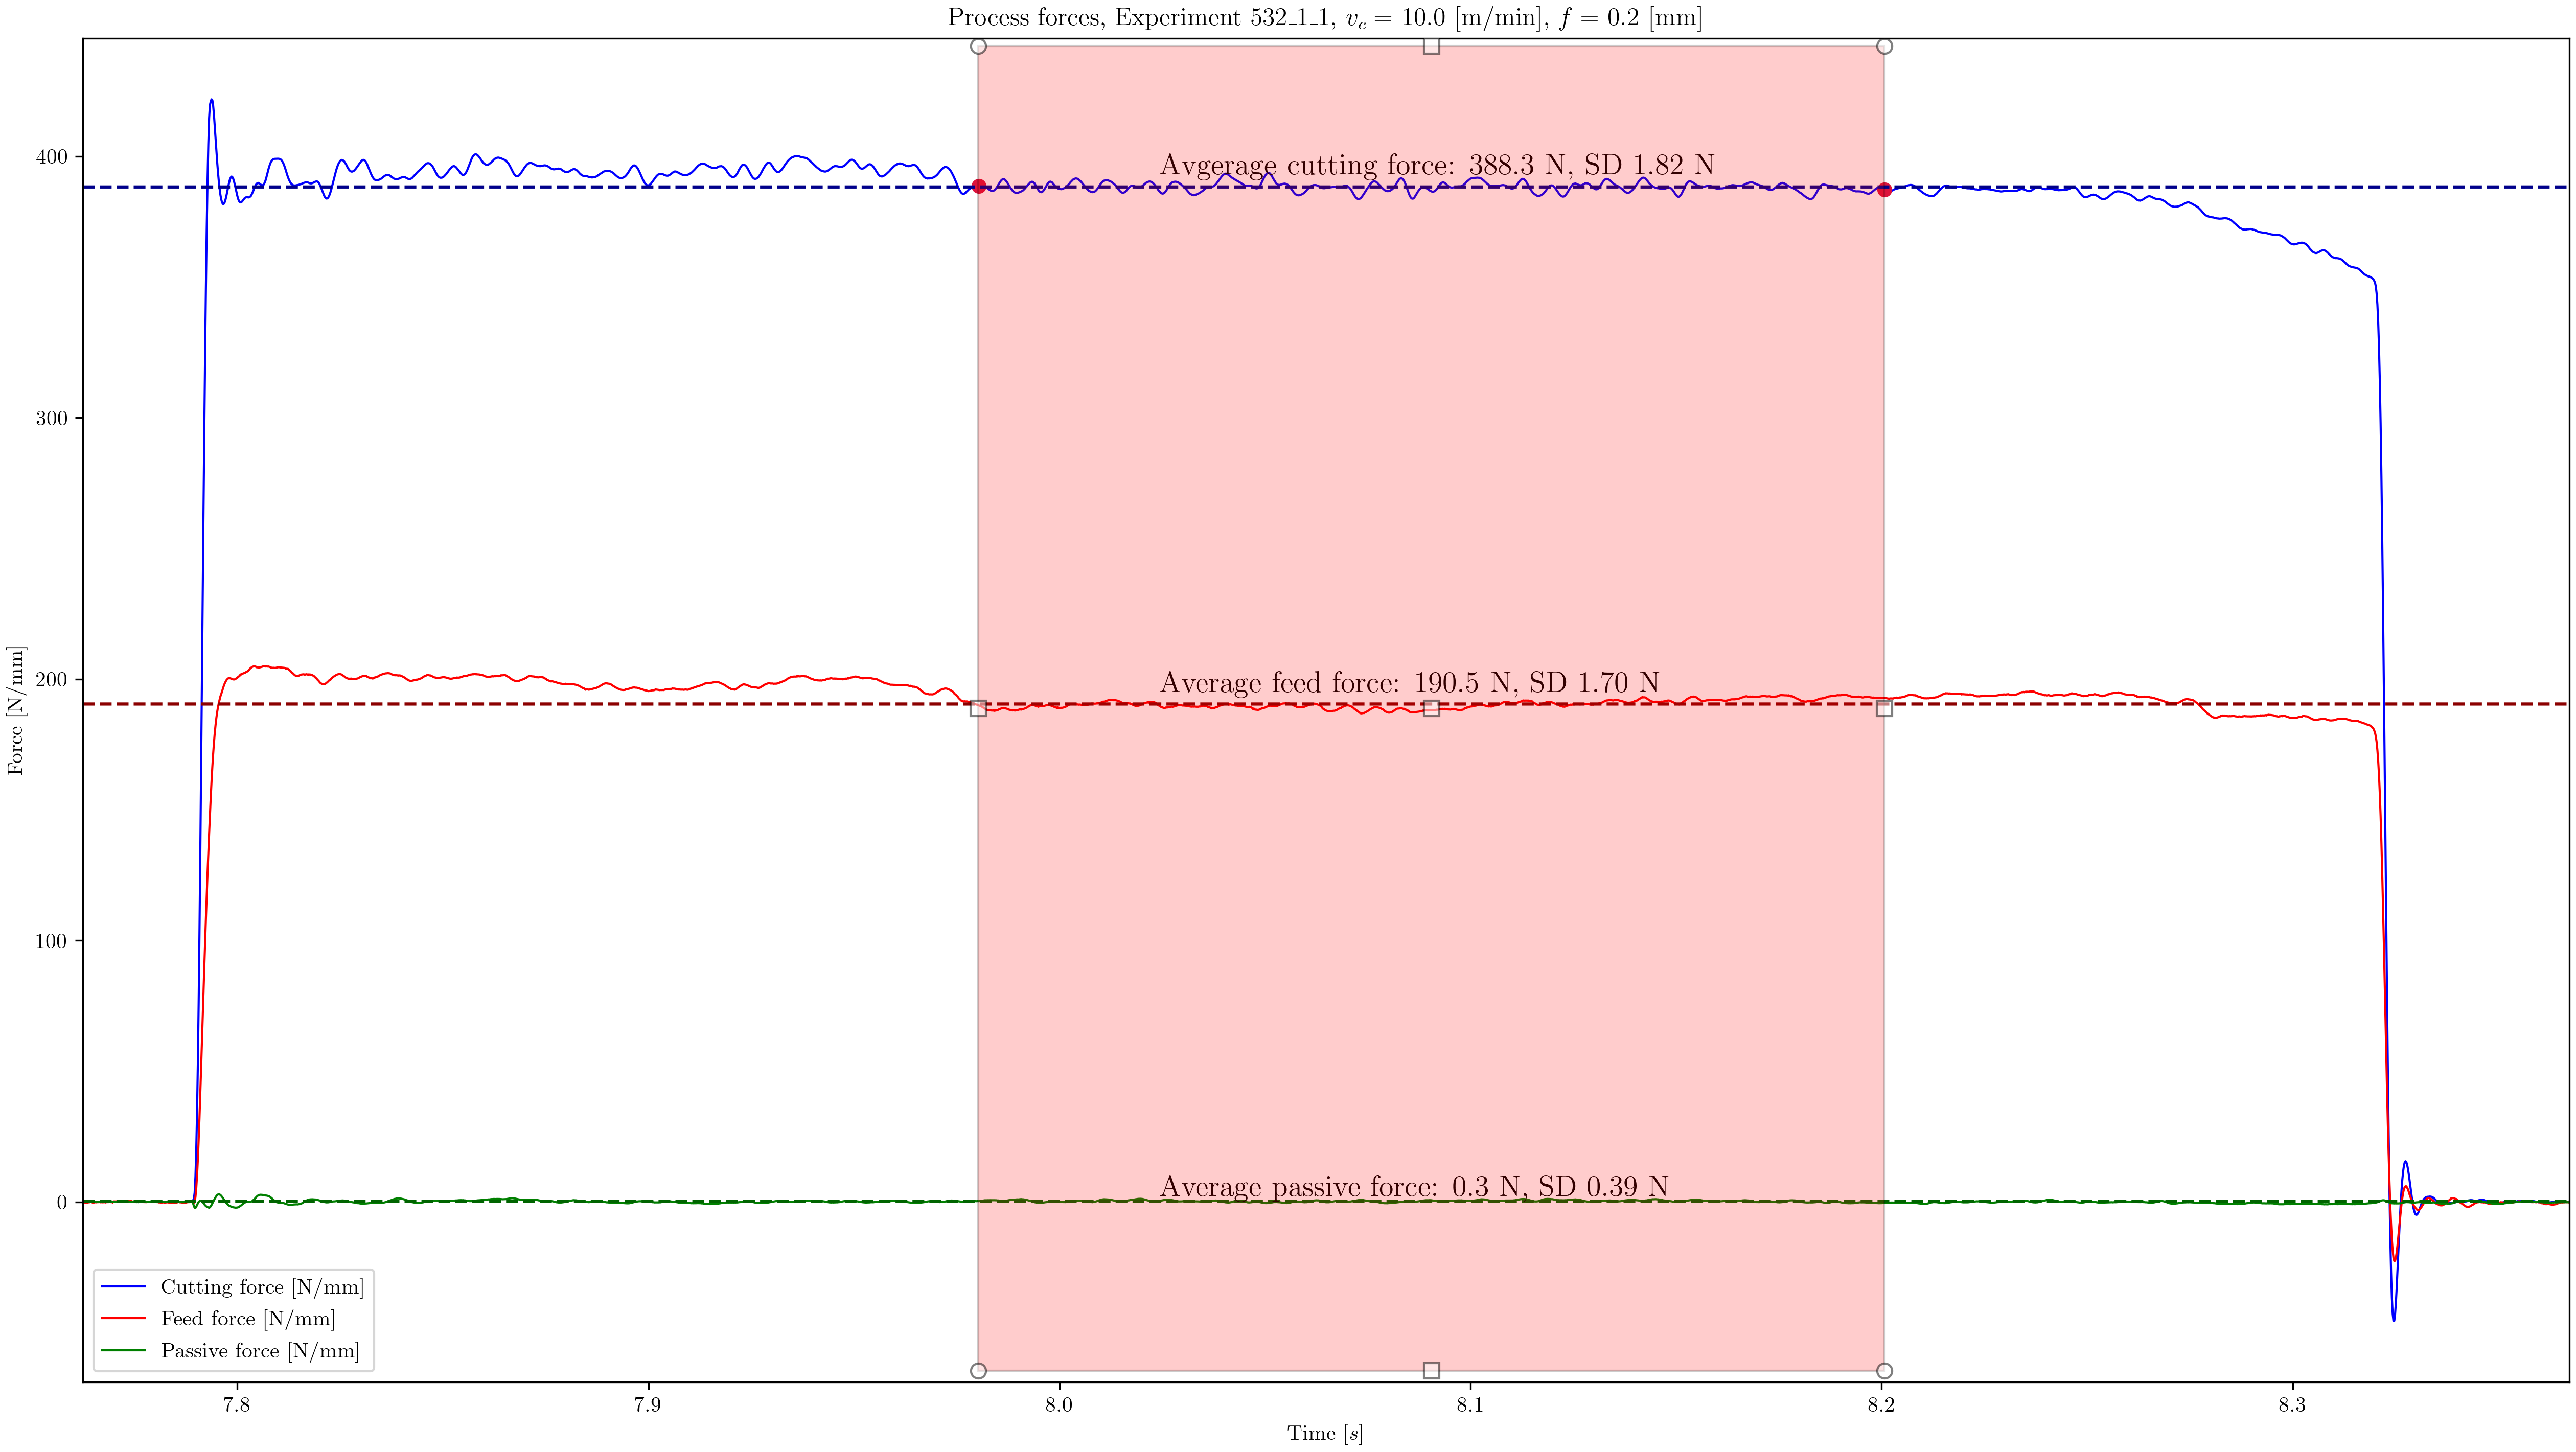 Process forces, Experiment 532_1_1, v_c = 10.0 [m/min], f = 0.2 [mm]
Force [N/mm]
400
300
200
100
0
Avgerage cutting force: 388.3 N, SD 1.82 N
Average feed force: 190.5 N, SD 1.70 N
Average passive force: 0.3 N, SD 0.39 N
Cutting force [N/mm]
Feed force [N/mm]
Passive force [N/mm]
7.8 7.9 8.0 8.1 8.2 8.3
Time [s]